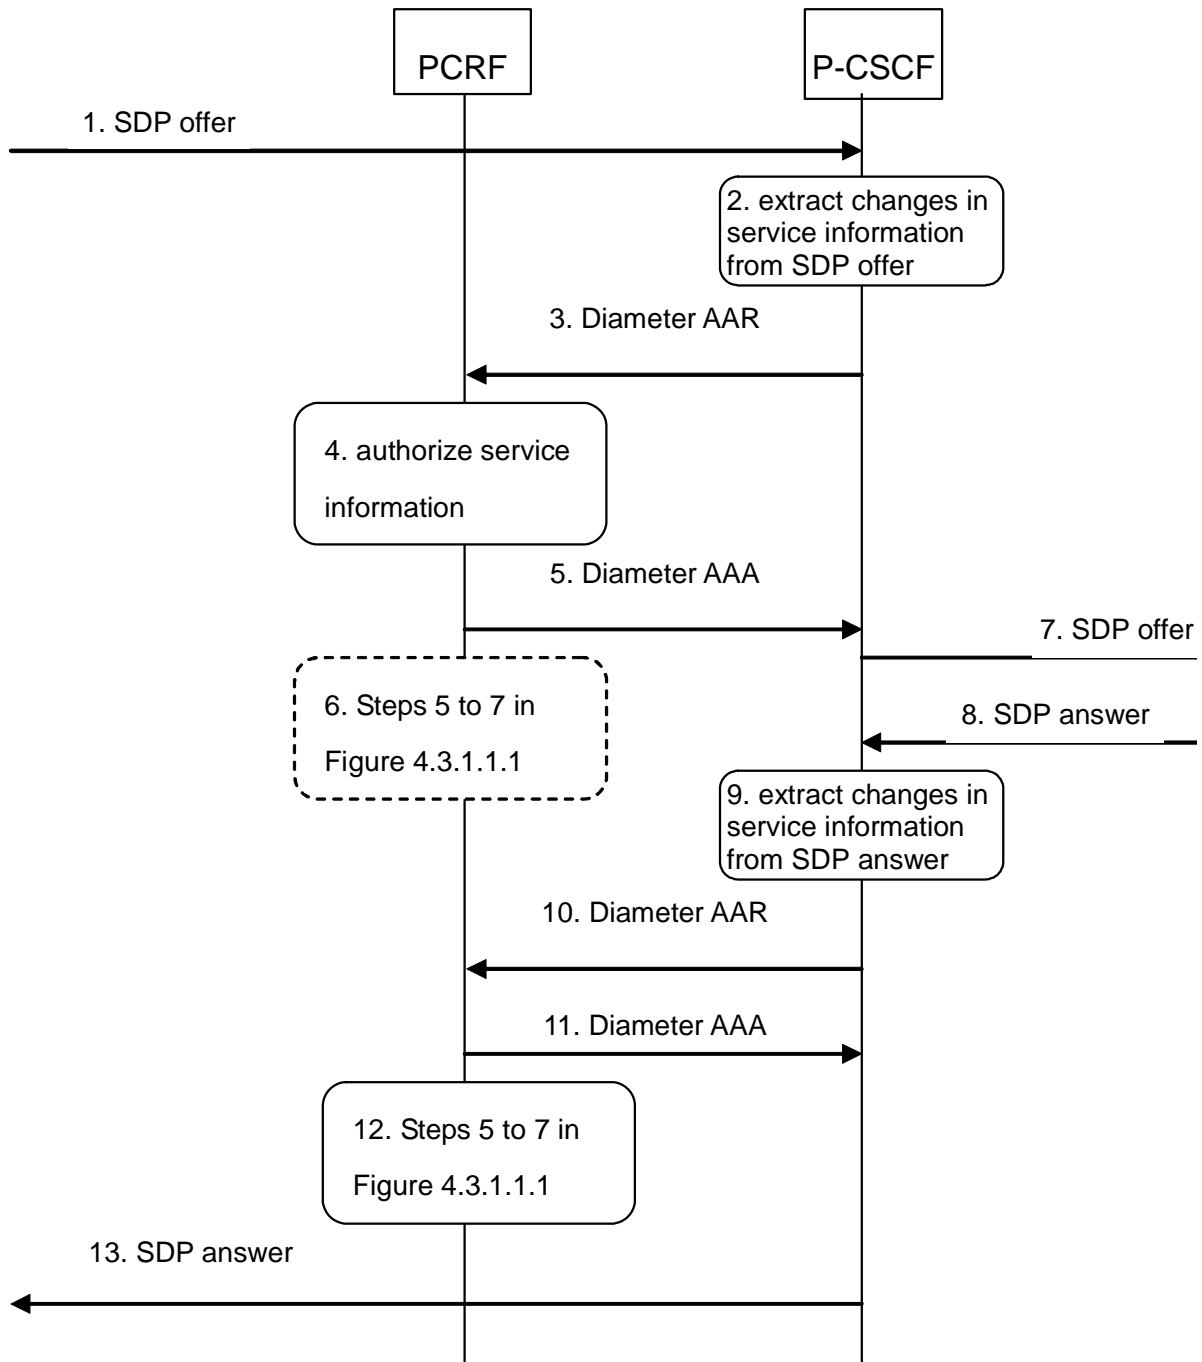 PCRF
P-CSCF
1. SDP offer
2. extract changes in
service information
from SDP offer
3. Diameter AAR
4. authorize service
information
5. Diameter AAA
7. SDP offer
6. Steps 5 to 7 in
Figure 4.3.1.1.1
8. SDP answer
9. extract changes in
service information
from SDP answer
10. Diameter AAR
11. Diameter AAA
12. Steps 5 to 7 in
Figure 4.3.1.1.1
13. SDP answer